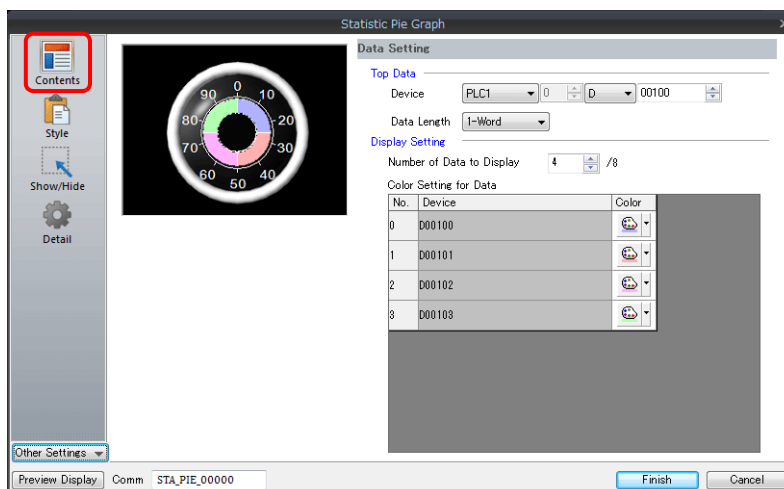 Statistic Pie Graph
Contents
Style
Show/Hide
Detail
Other Settings
0
10
20
30
40
50
60
70
80
90
Data Setting
Top Data
Device PLC1 0 D 00100
Data Length 1-Word
Display Setting
Number of Data to Display 4 /8
Color Setting for Data
No. Device Color
0 D00100
1 D00101
2 D00102
3 D00103
Preview Display Comm STA_PIE_00000 Finish Cancel